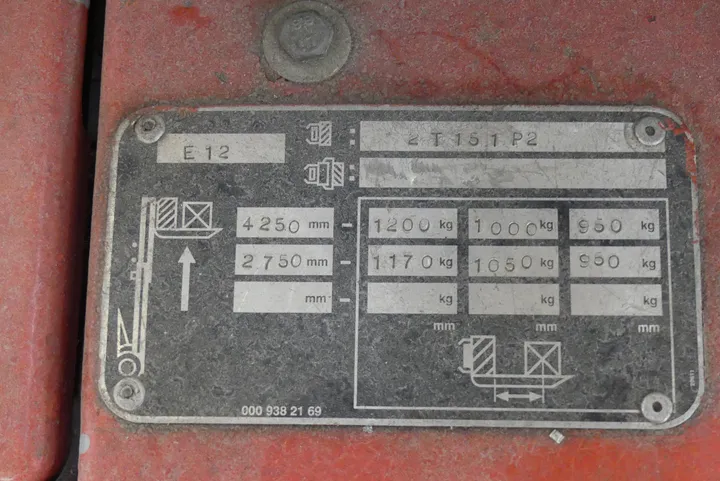 E 12
: 2 T 151 P2
:
4250 mm - 1200 kg 1000 kg 950 kg
2750 mm - 1170 kg 1050 kg 950 kg
mm - kg kg kg
mm mm mm
000 938 21 69